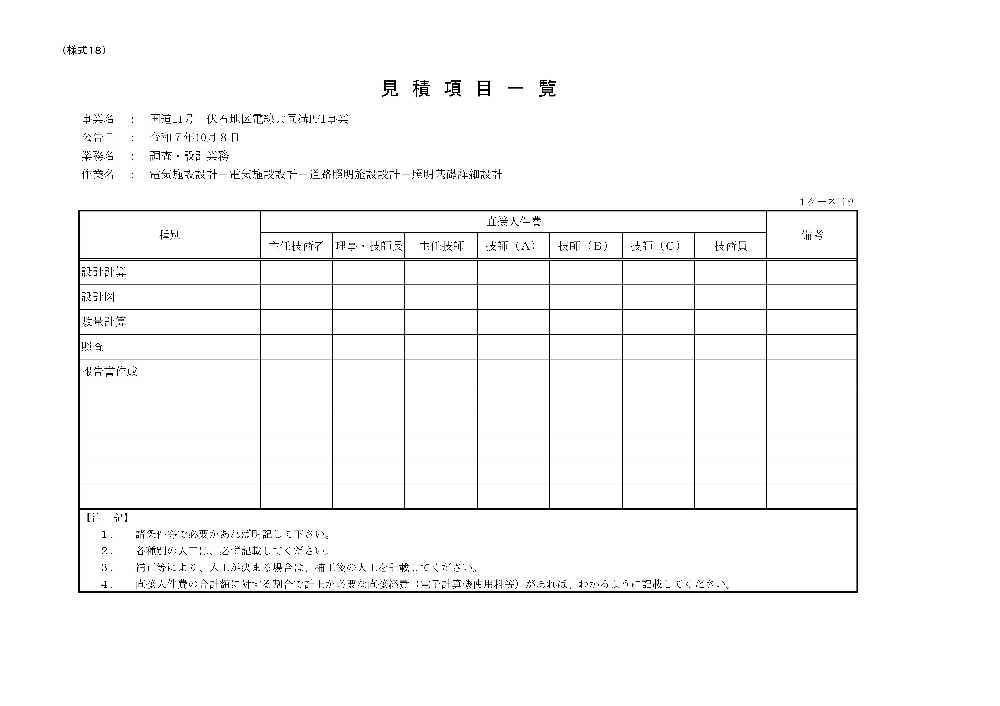 （様式１８）
見積項目一覧
事業名　：　国道11号　伏石地区電線共同溝PFI事業
公告日　：　令和７年10月８日
業務名　：　調査・設計業務
作業名　：　電気施設設計－電気施設設計－道路照明施設設計－照明基礎詳細設計
１ケース当り
種別　直接人件費　備考
主任技術者　理事・技師長　主任技師　技師（Ａ）　技師（Ｂ）　技師（Ｃ）　技術員
設計計算
設計図
数量計算
照査
報告書作成
【注　記】
１．　諸条件等で必要があれば明記して下さい。
２．　各種別の人工は、必ず記載してください。
３．　補正等により、人工が決まる場合は、補正後の人工を記載してください。
４．　直接人件費の合計額に対する割合で計上が必要な直接経費（電子計算機使用料等）があれば、わかるように記載してください。